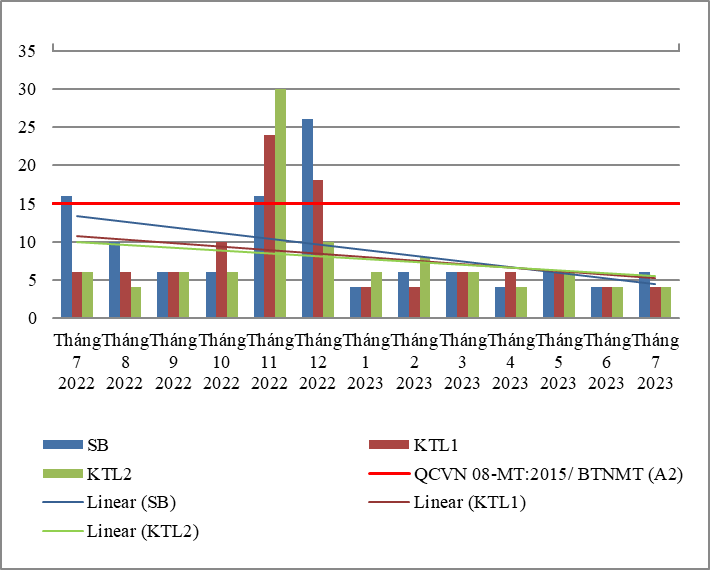 35
30
25
20
15
10
5
0
Tháng Tháng Tháng Tháng Tháng Tháng Tháng Tháng Tháng Tháng Tháng Tháng Tháng
7 8 9 10 11 12 1 2 3 4 5 6 7
2022 2022 2022 2022 2022 2022 2023 2023 2023 2023 2023 2023 2023
SB KTL1
KTL2 QCVN 08-MT:2015/ BTNMT (A2)
Linear (SB) Linear (KTL1)
Linear (KTL2)